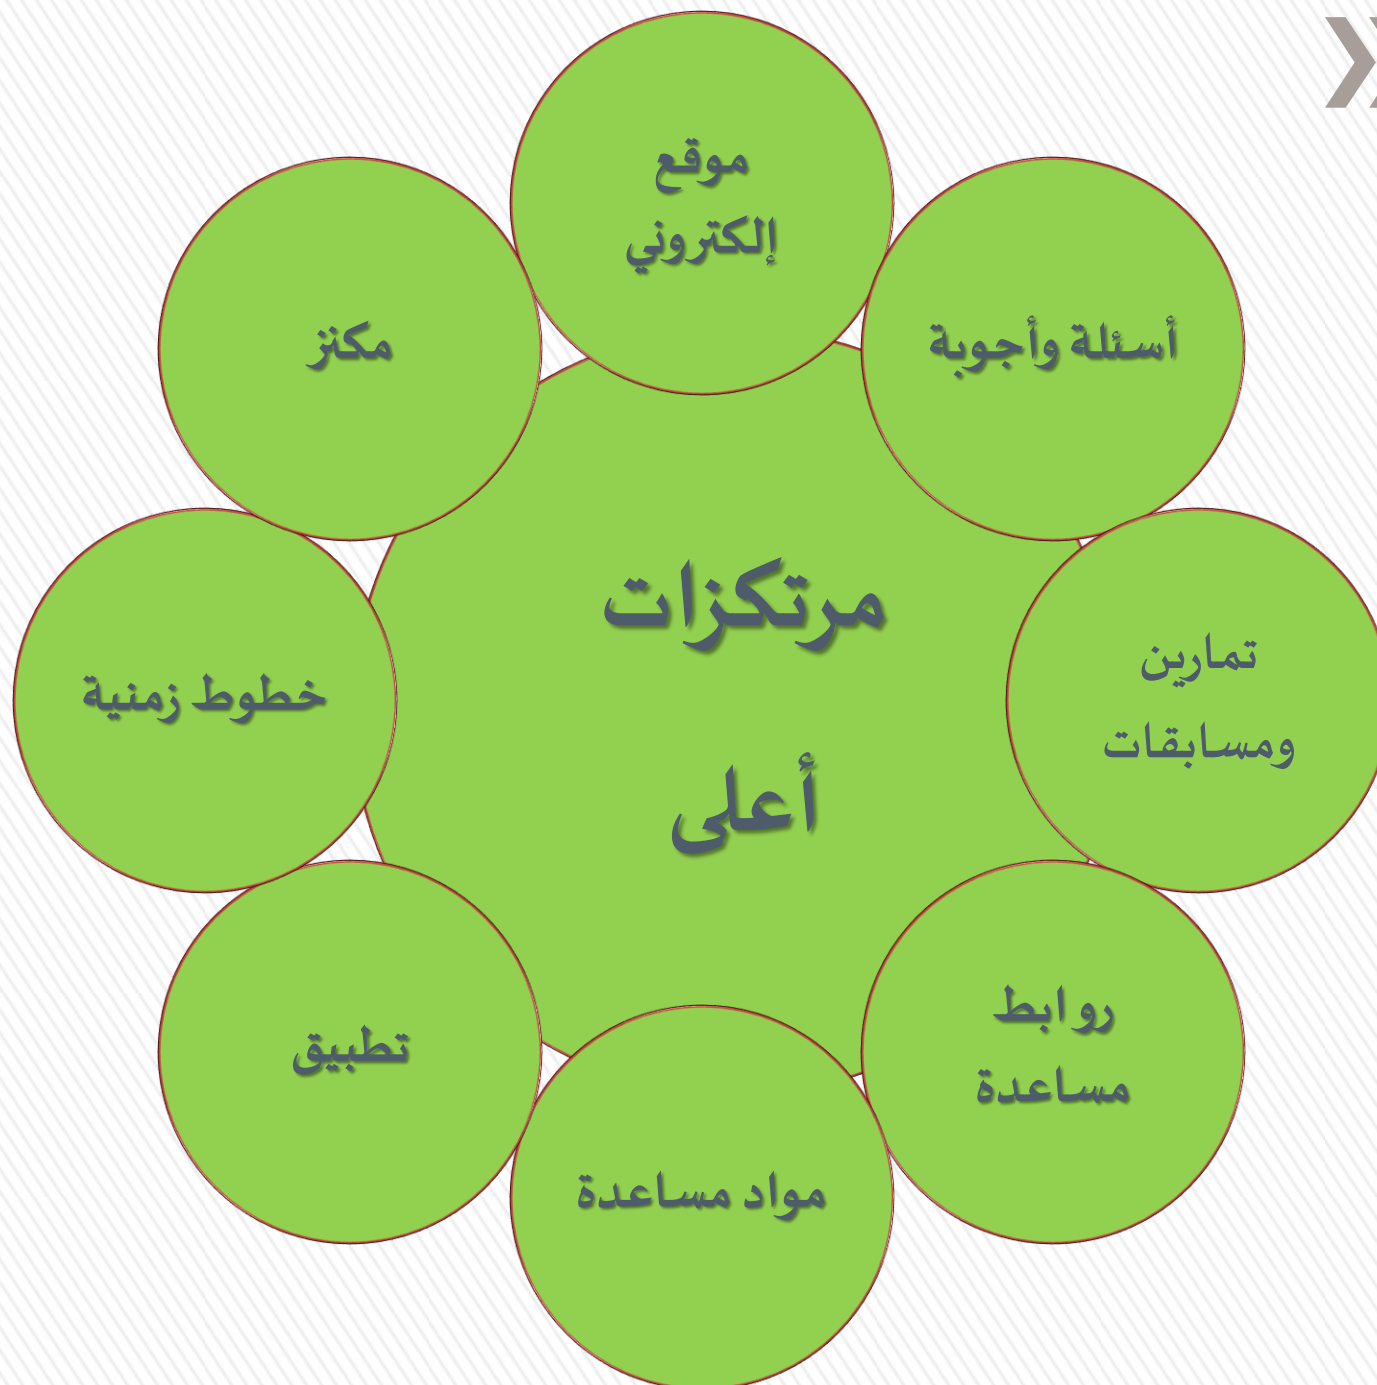 موقع
إلكتروني
أسئلة وأجوبة
مكنز
مرتكزات
أعلى
تمارين
ومسابقات
خطوط زمنية
روابط
مساعدة
تطبيق
مواد مساعدة